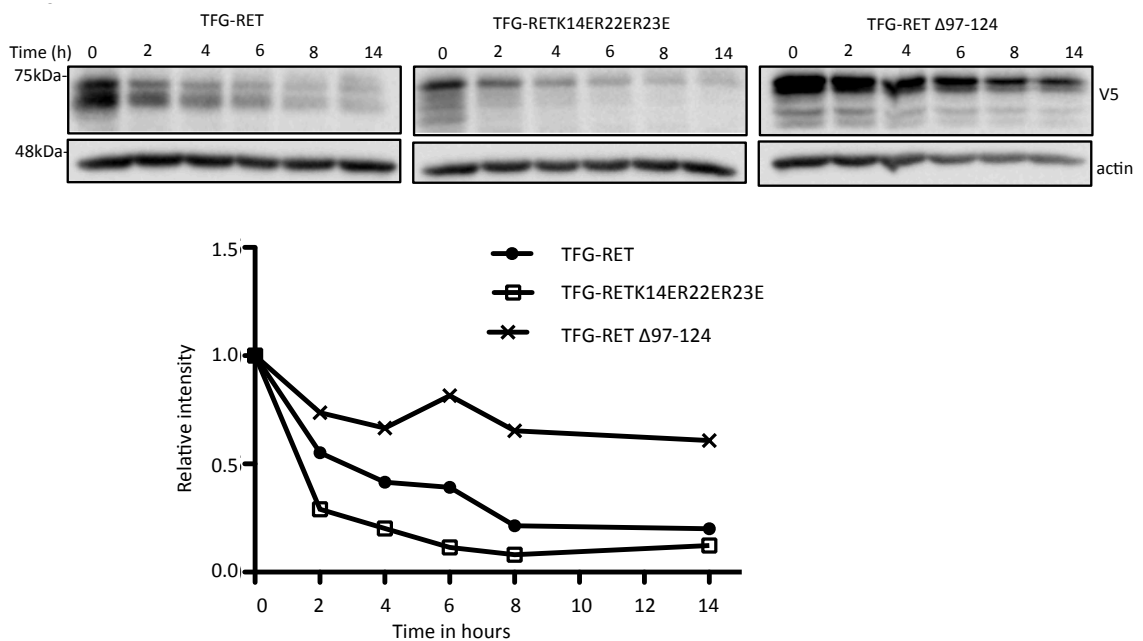 TFG-RET TFG-RETK14ER22ER23E TFG-RET Δ97-124
Time (h) 0 2 4 6 8 14 0 2 4 6 8 14 0 2 4 6 8 14
75kDa-
V5
48kDa-
actin
1.5
TFG-RET
TFG-RETK14ER22ER23E
TFG-RET Δ97-124
1.0
Relative intensity
0.5
0.0
0 2 4 6 8 10 12 14
Time in hours